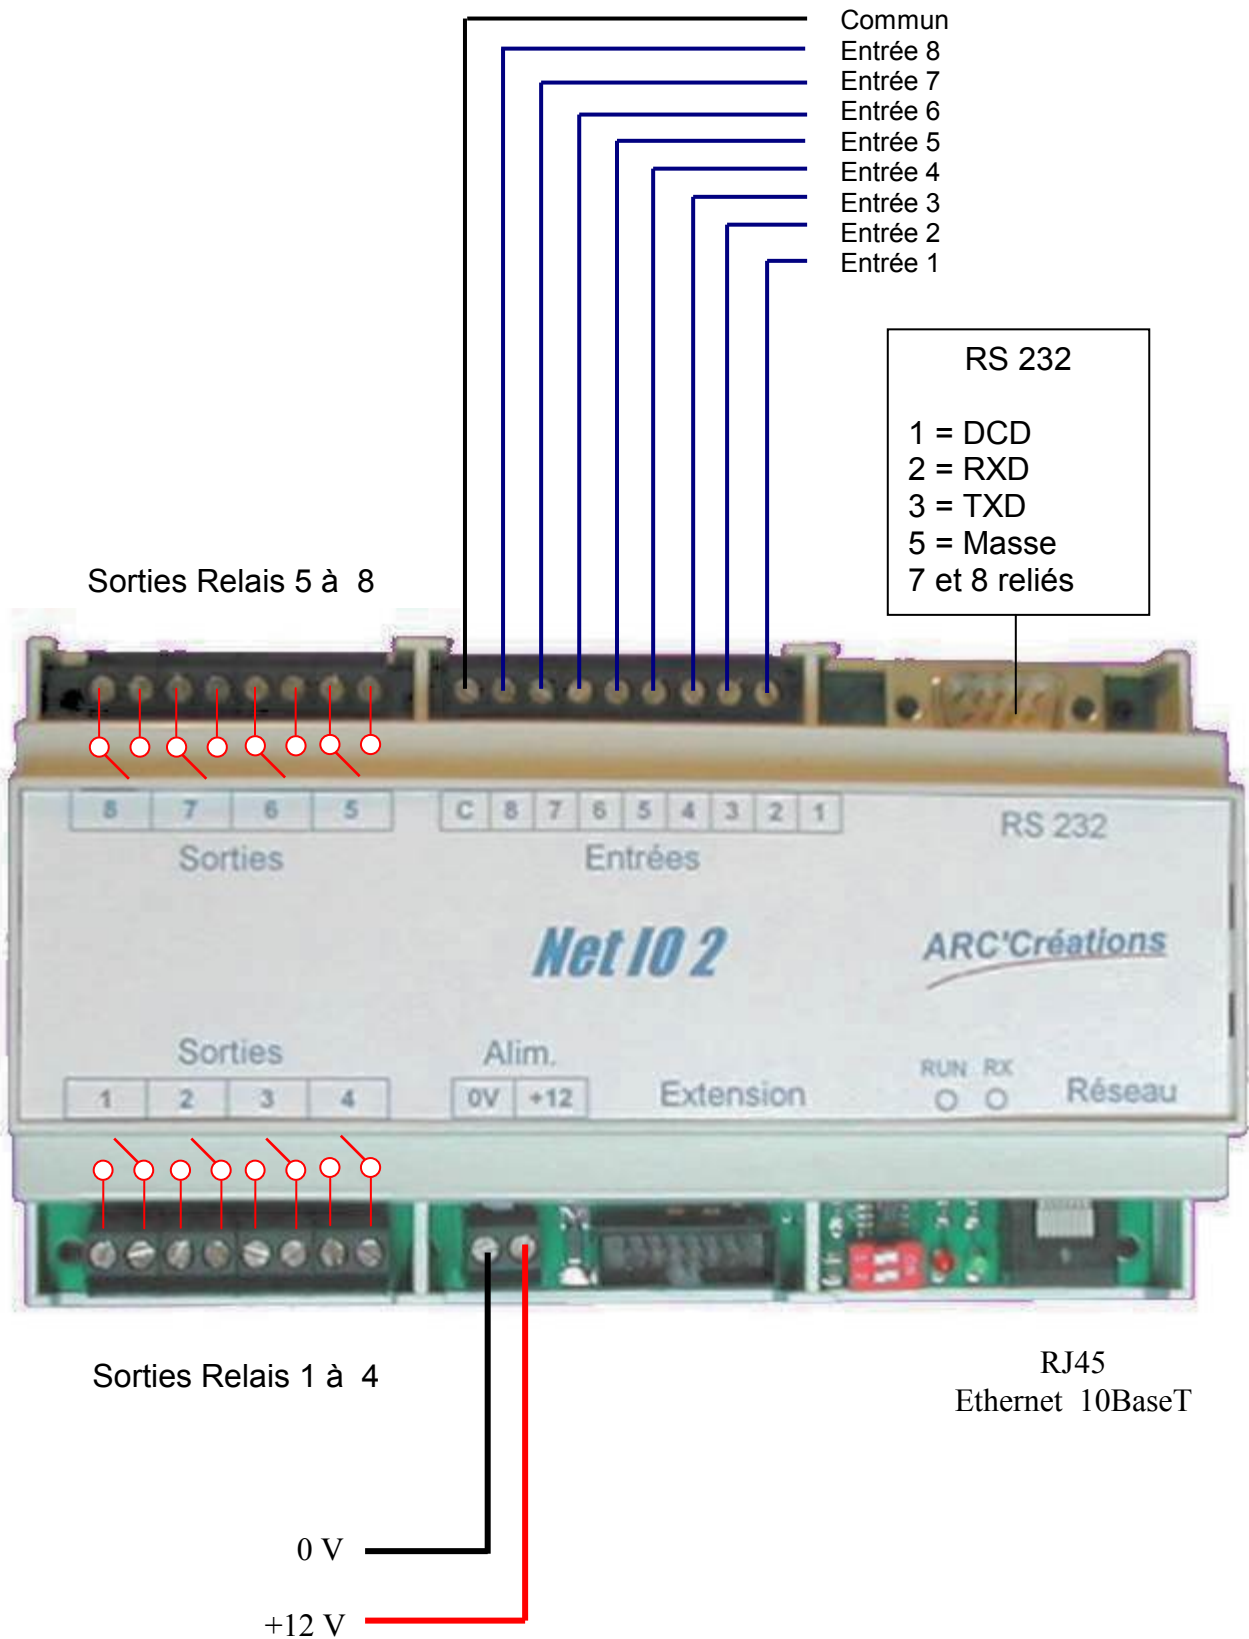 Commun
Entrée 8
Entrée 7
Entrée 6
Entrée 5
Entrée 4
Entrée 3
Entrée 2
Entrée 1
RS 232
1 = DCD
2 = RXD
3 = TXD
5 = Masse
7 et 8 reliés
Sorties Relais 5 à 8
8 7 6 5
Sorties
C 8 7 6 5 4 3 2 1
Entrées
RS 232
Net IO 2
ARC'Créations
Sorties
1 2 3 4
Alim.
0V +12
Extension
RUN RX
Réseau
Sorties Relais 1 à 4
RJ45
Ethernet 10BaseT
0 V
+12 V